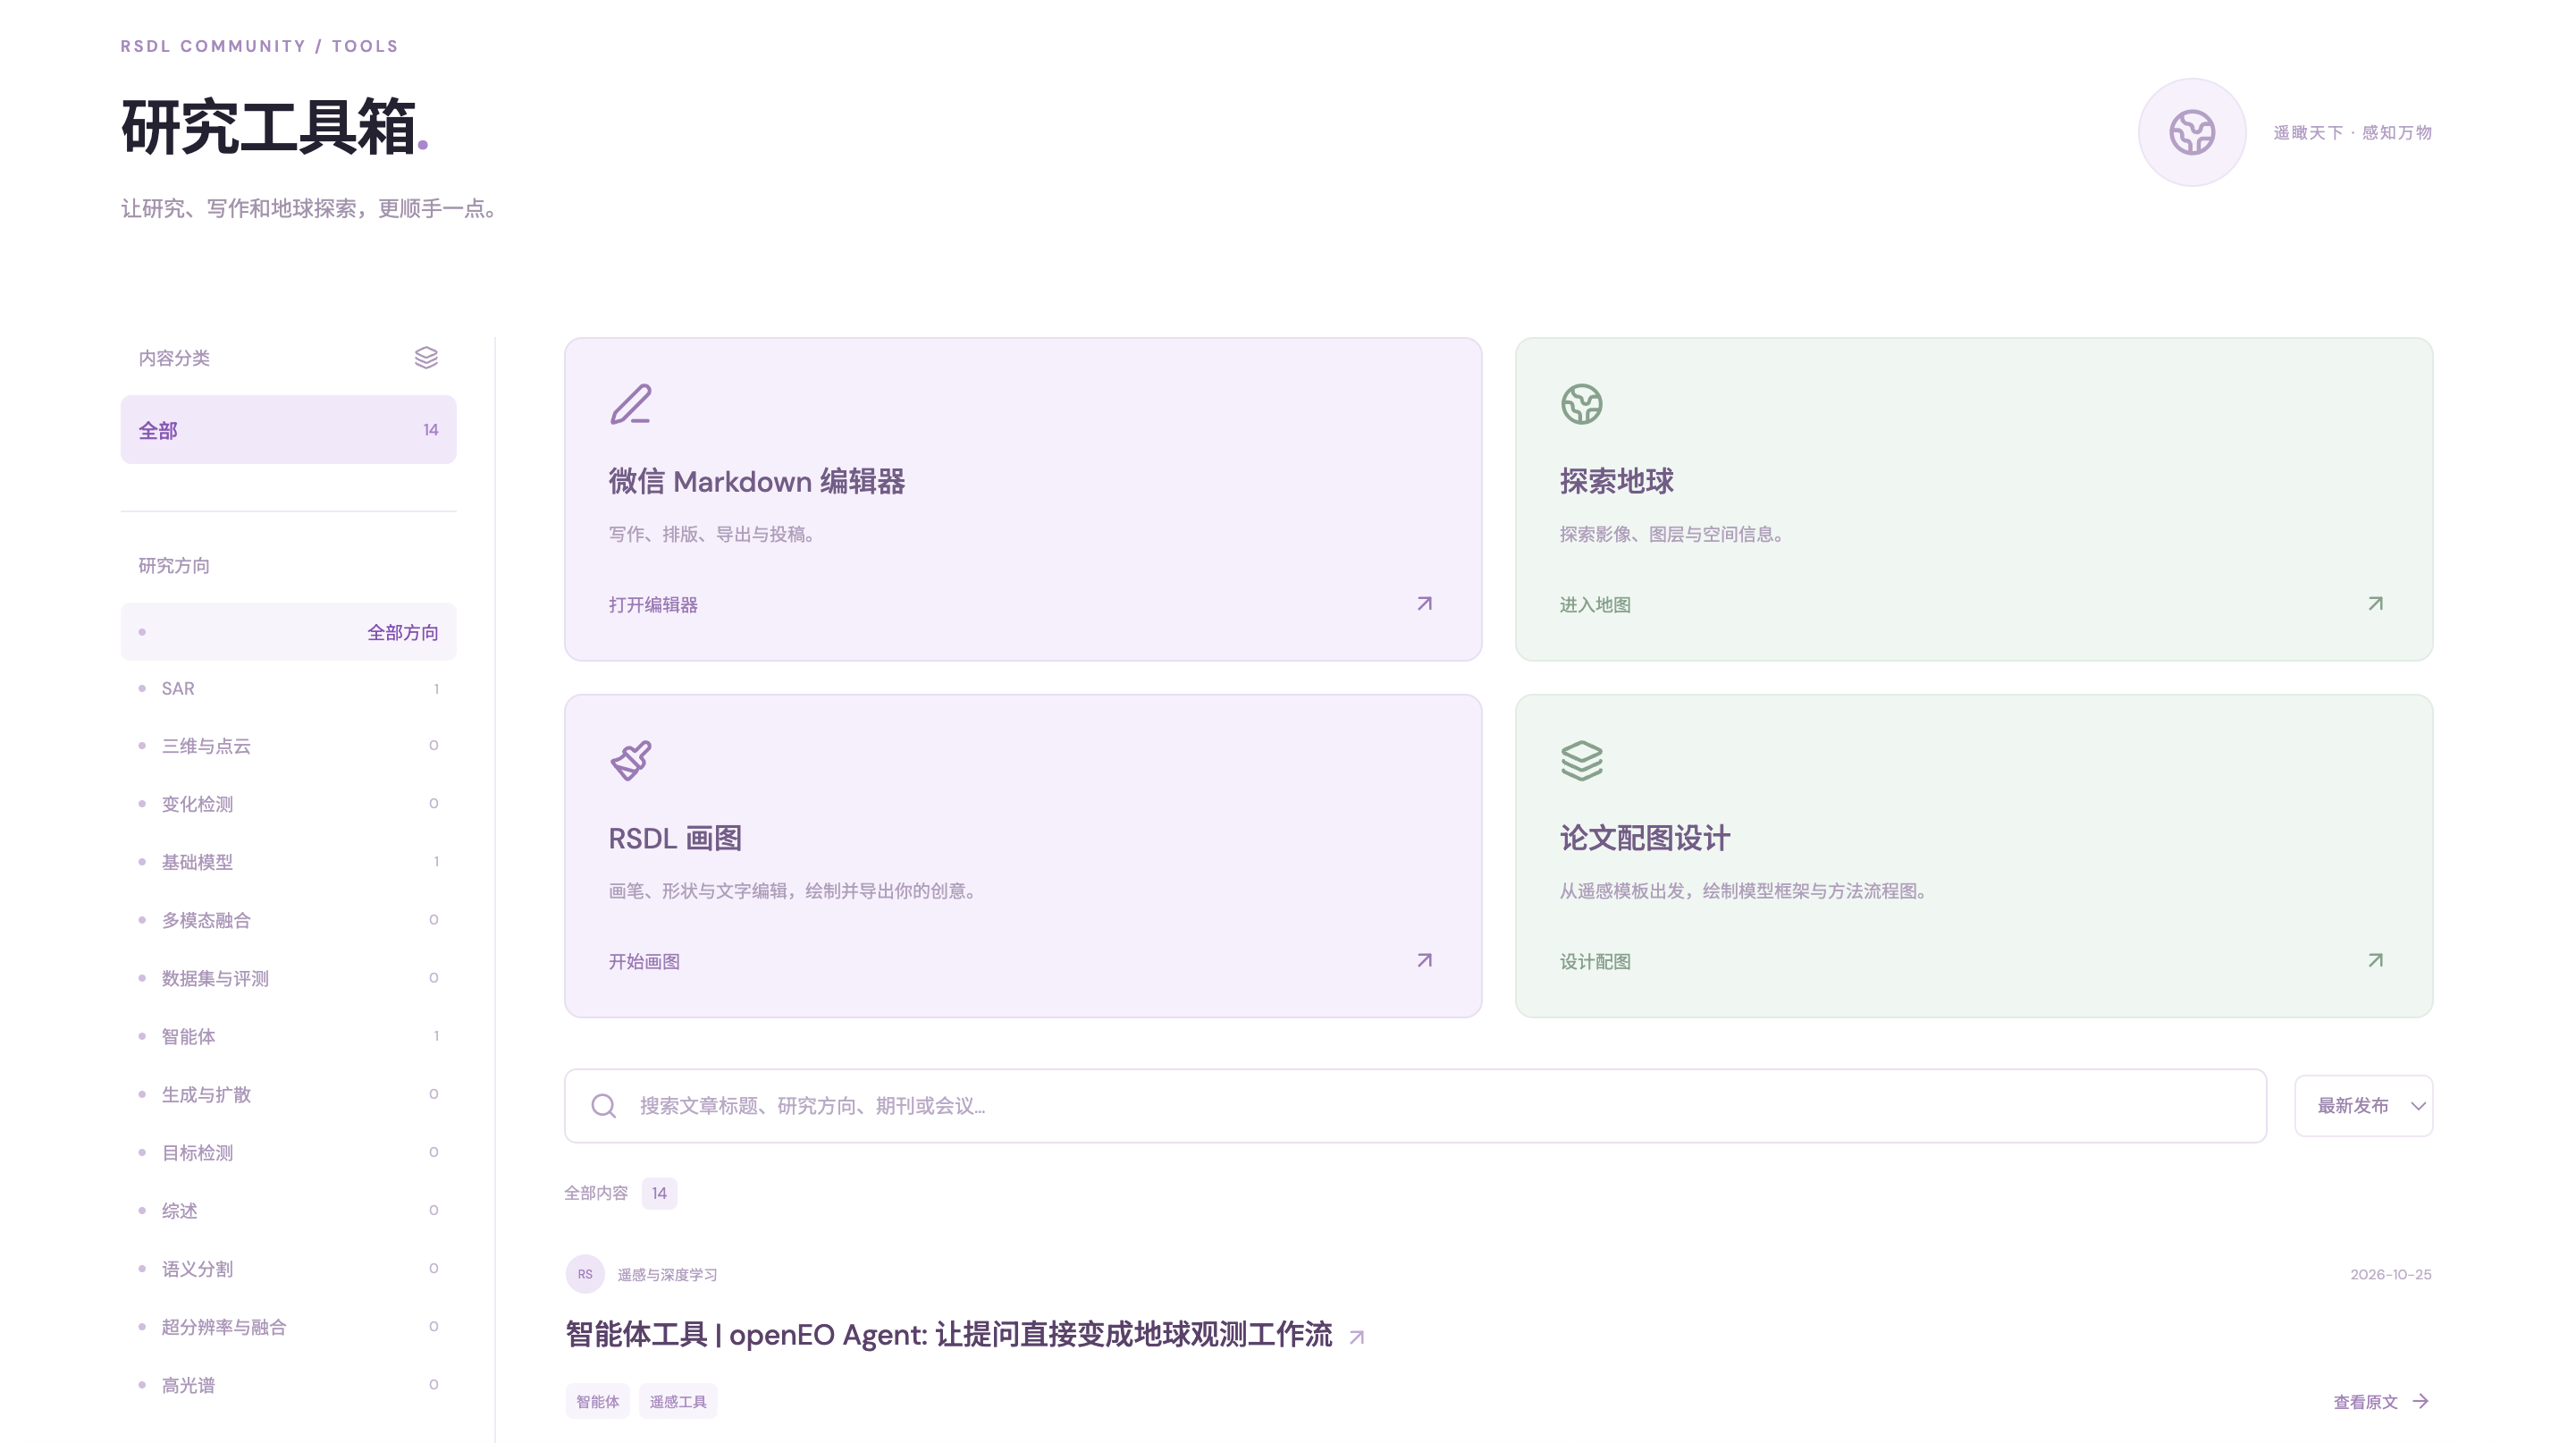 RSDL COMMUNITY / TOOLS
研究工具箱.
让研究、写作和地球探索，更顺手一点。
遥瞰天下 · 感知万物
内容分类
全部 14
研究方向
全部方向
SAR 1
三维与点云 0
变化检测 0
基础模型 1
多模态融合 0
数据集与评测 0
智能体 1
生成与扩散 0
目标检测 0
综述 0
语义分割 0
超分辨率与融合 0
高光谱 0
微信 Markdown 编辑器
写作、排版、导出与投稿。
打开编辑器
探索地球
探索影像、图层与空间信息。
进入地图
RSDL 画图
画笔、形状与文字编辑，绘制并导出你的创意。
开始画图
论文配图设计
从遥感模板出发，绘制模型框架与方法流程图。
设计配图
搜索文章标题、研究方向、期刊或会议...
最新发布
全部内容 14
RS 遥感与深度学习 2026-10-25
智能体工具 | openEO Agent: 让提问直接变成地球观测工作流
智能体 遥感工具 查看原文